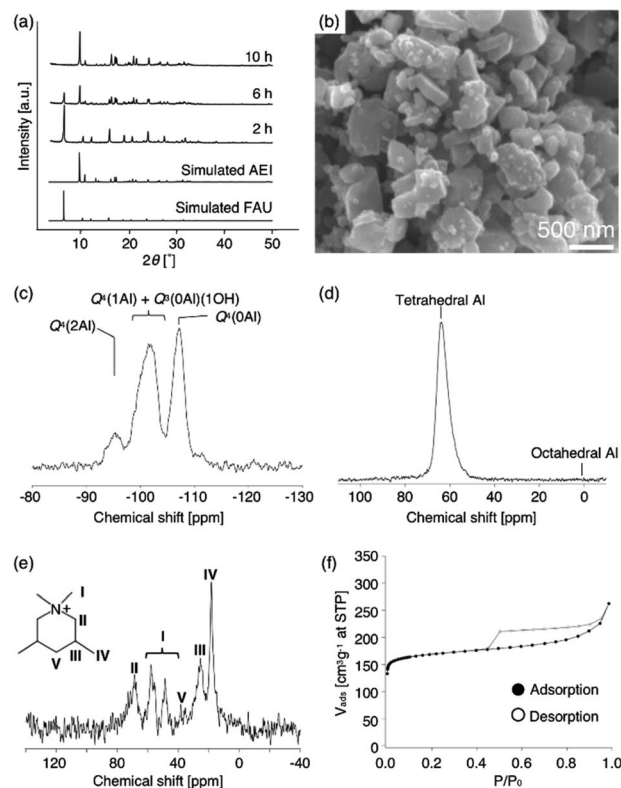 (a)
Intensity [a.u.]
10 h
6 h
2 h
Simulated AEI
Simulated FAU
0 10 20 30 40 50
2θ [°]
(b)
500 nm
(c)
Q⁴(1Al) + Q³(0Al)(1OH)
Q⁴(2Al)
Q⁴(0Al)
-80 -90 -100 -110 -120 -130
Chemical shift [ppm]
(d)
Tetrahedral Al
Octahedral Al
100 80 60 40 20 0
Chemical shift [ppm]
(e)
N+
I
II
III
IV
V
II
I
V
III
IV
120 80 40 0 -40
Chemical shift [ppm]
(f)
Vads [cm³g⁻¹ at STP]
350
300
250
200
150
100
50
0
Adsorption
Desorption
0.0 0.2 0.4 0.6 0.8 1.0
P/P₀